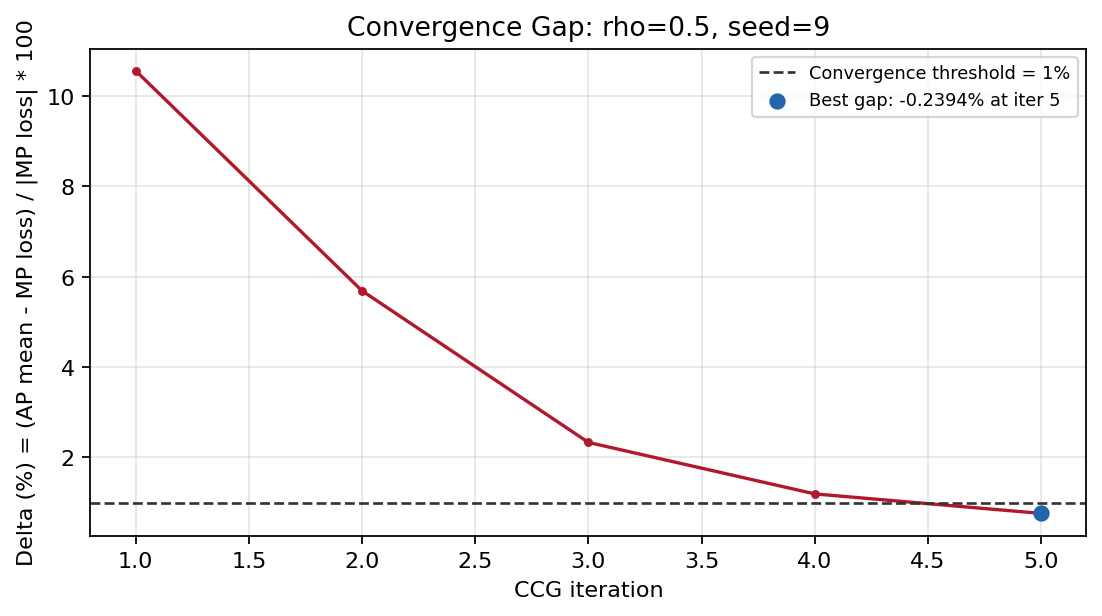 Convergence Gap: rho=0.5, seed=9
Delta (%) = (AP mean - MP loss) / |MP loss| * 100
10
8
6
4
2
Convergence threshold = 1%
Best gap: -0.2394% at iter 5
1.0 1.5 2.0 2.5 3.0 3.5 4.0 4.5 5.0
CCG iteration